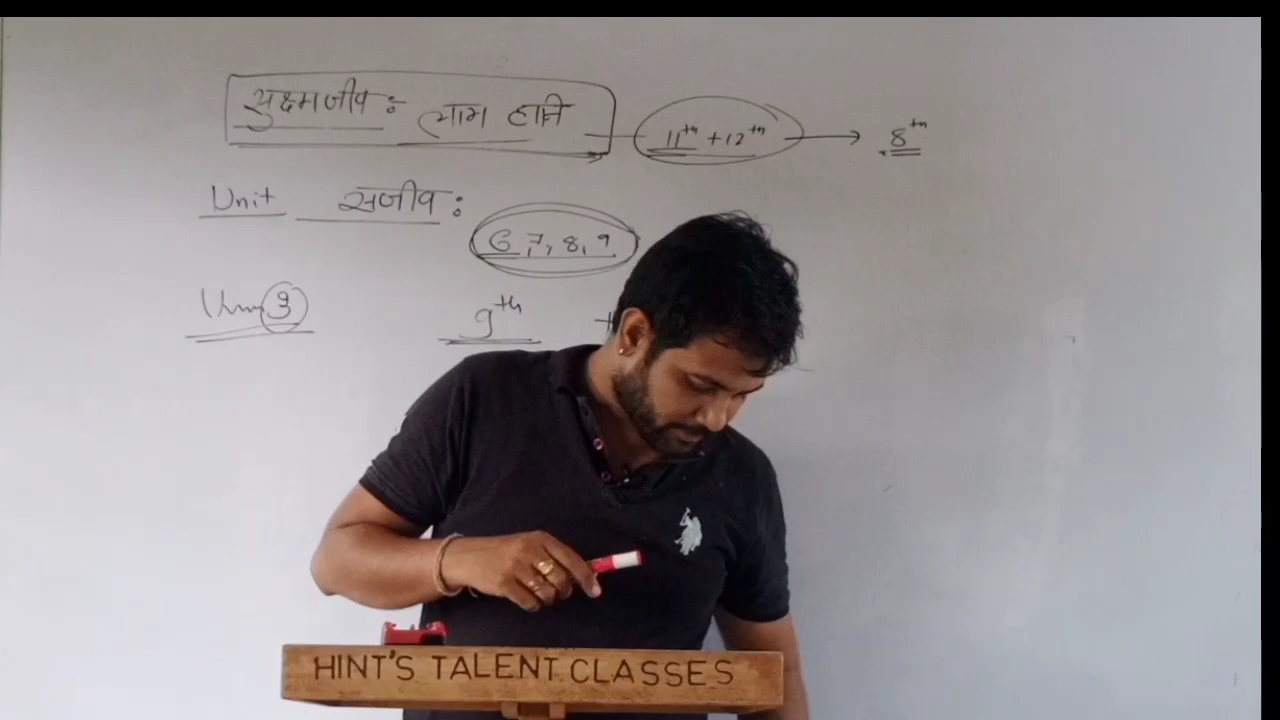 सुक्ष्मजीव : लाभ हानि 11th + 12th → 8th
Unit सजीव :
6, 7, 8, 9
9th +
HINT'S TALENT CLASSES